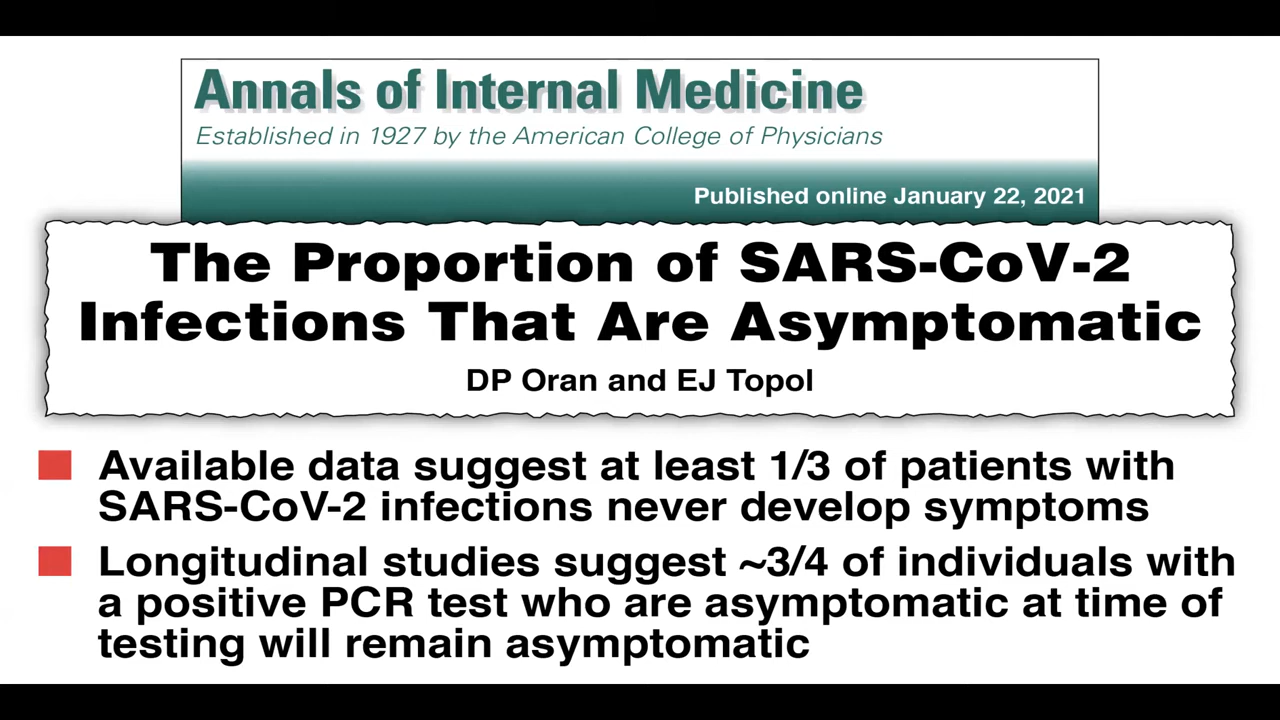 Annals of Internal Medicine
Established in 1927 by the American College of Physicians
Published online January 22, 2021
The Proportion of SARS-CoV-2
Infections That Are Asymptomatic
DP Oran and EJ Topol
Available data suggest at least 1/3 of patients with
SARS-CoV-2 infections never develop symptoms
Longitudinal studies suggest ~3/4 of individuals with
a positive PCR test who are asymptomatic at time of
testing will remain asymptomatic